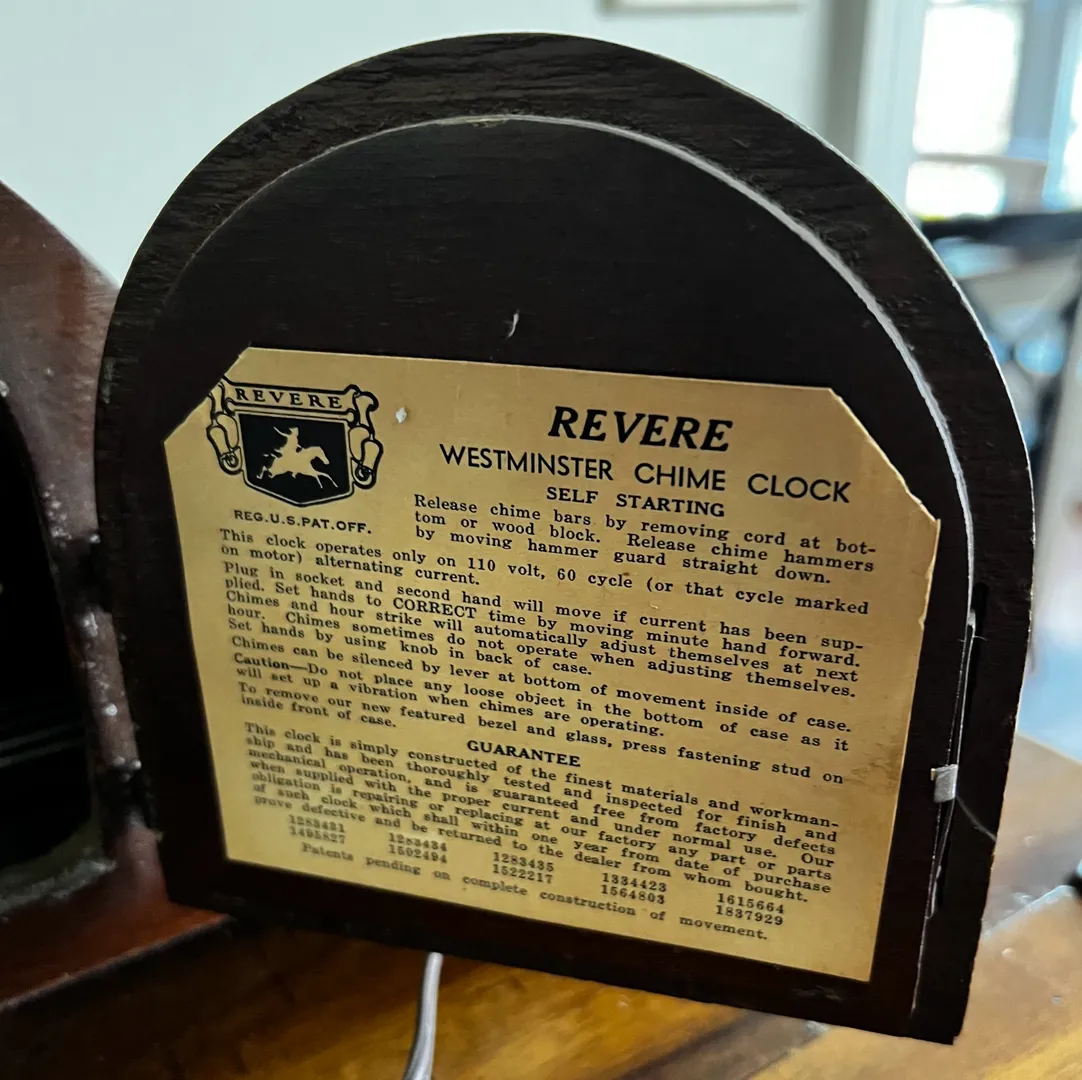 REVERE
REG.U.S.PAT.OFF.
REVERE
WESTMINSTER CHIME CLOCK
SELF STARTING
Release chime bars by removing cord at bot-
tom or wood block. Release chime hammers
by moving hammer guard straight down.
This clock operates only on 110 volt, 60 cycle (or that cycle marked
on motor) alternating current.
Plug in socket and second hand will move if current has been sup-
plied. Set hands to CORRECT time by moving minute hand forward.
Chimes and hour strike will automatically adjust themselves at next
hour. Chimes sometimes do not operate when adjusting themselves.
Set hands by using knob in back of case.
Chimes can be silenced by lever at bottom of movement inside of case.
Caution—Do not place any loose object in the bottom of case as it
will set up a vibration when chimes are operating.
To remove our new featured bezel and glass, press fastening stud on
inside front of case.
GUARANTEE
This clock is simply constructed of the finest materials and workman-
ship and has been thoroughly tested and inspected for finish and
mechanical operation, and is guaranteed free from factory defects
when supplied with the proper current and under normal use. Our
obligation is repairing or replacing at our factory any part or parts
of such clock which shall within one year from date of purchase
prove defective and be returned to the dealer from whom bought.
1283431 1283434 1283435 1334423 1615664
1495827 1502494 1522217 1564803 1837929
Patents pending on complete construction of movement.